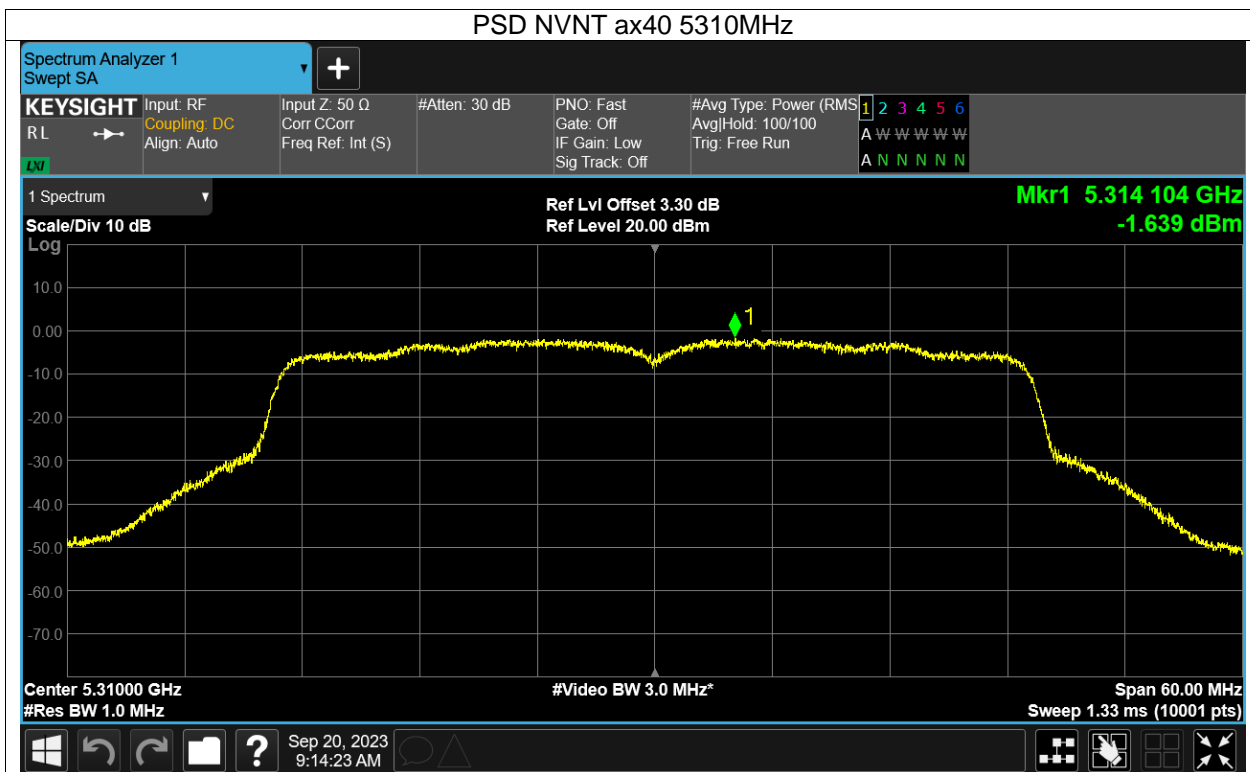 PSD NVNT ax40 5310MHz
Spectrum Analyzer 1
Swept SA
KEYSIGHT
RL
LXI
Input: RF
Coupling: DC
Align: Auto
Input Z: 50 Ω
Corr CCorr
Freq Ref: Int (S)
#Atten: 30 dB
PNO: Fast
Gate: Off
IF Gain: Low
Sig Track: Off
#Avg Type: Power (RMS
Avg|Hold: 100/100
Trig: Free Run
1 2 3 4 5 6
A W W W W W
A N N N N N
1 Spectrum
Scale/Div 10 dB
Log
Ref Lvl Offset 3.30 dB
Ref Level 20.00 dBm
Mkr1 5.314 104 GHz
-1.639 dBm
1
10.0
0.00
-10.0
-20.0
-30.0
-40.0
-50.0
-60.0
-70.0
Center 5.31000 GHz
#Res BW 1.0 MHz
#Video BW 3.0 MHz*
Span 60.00 MHz
Sweep 1.33 ms (10001 pts)
?
Sep 20, 2023
9:14:23 AM